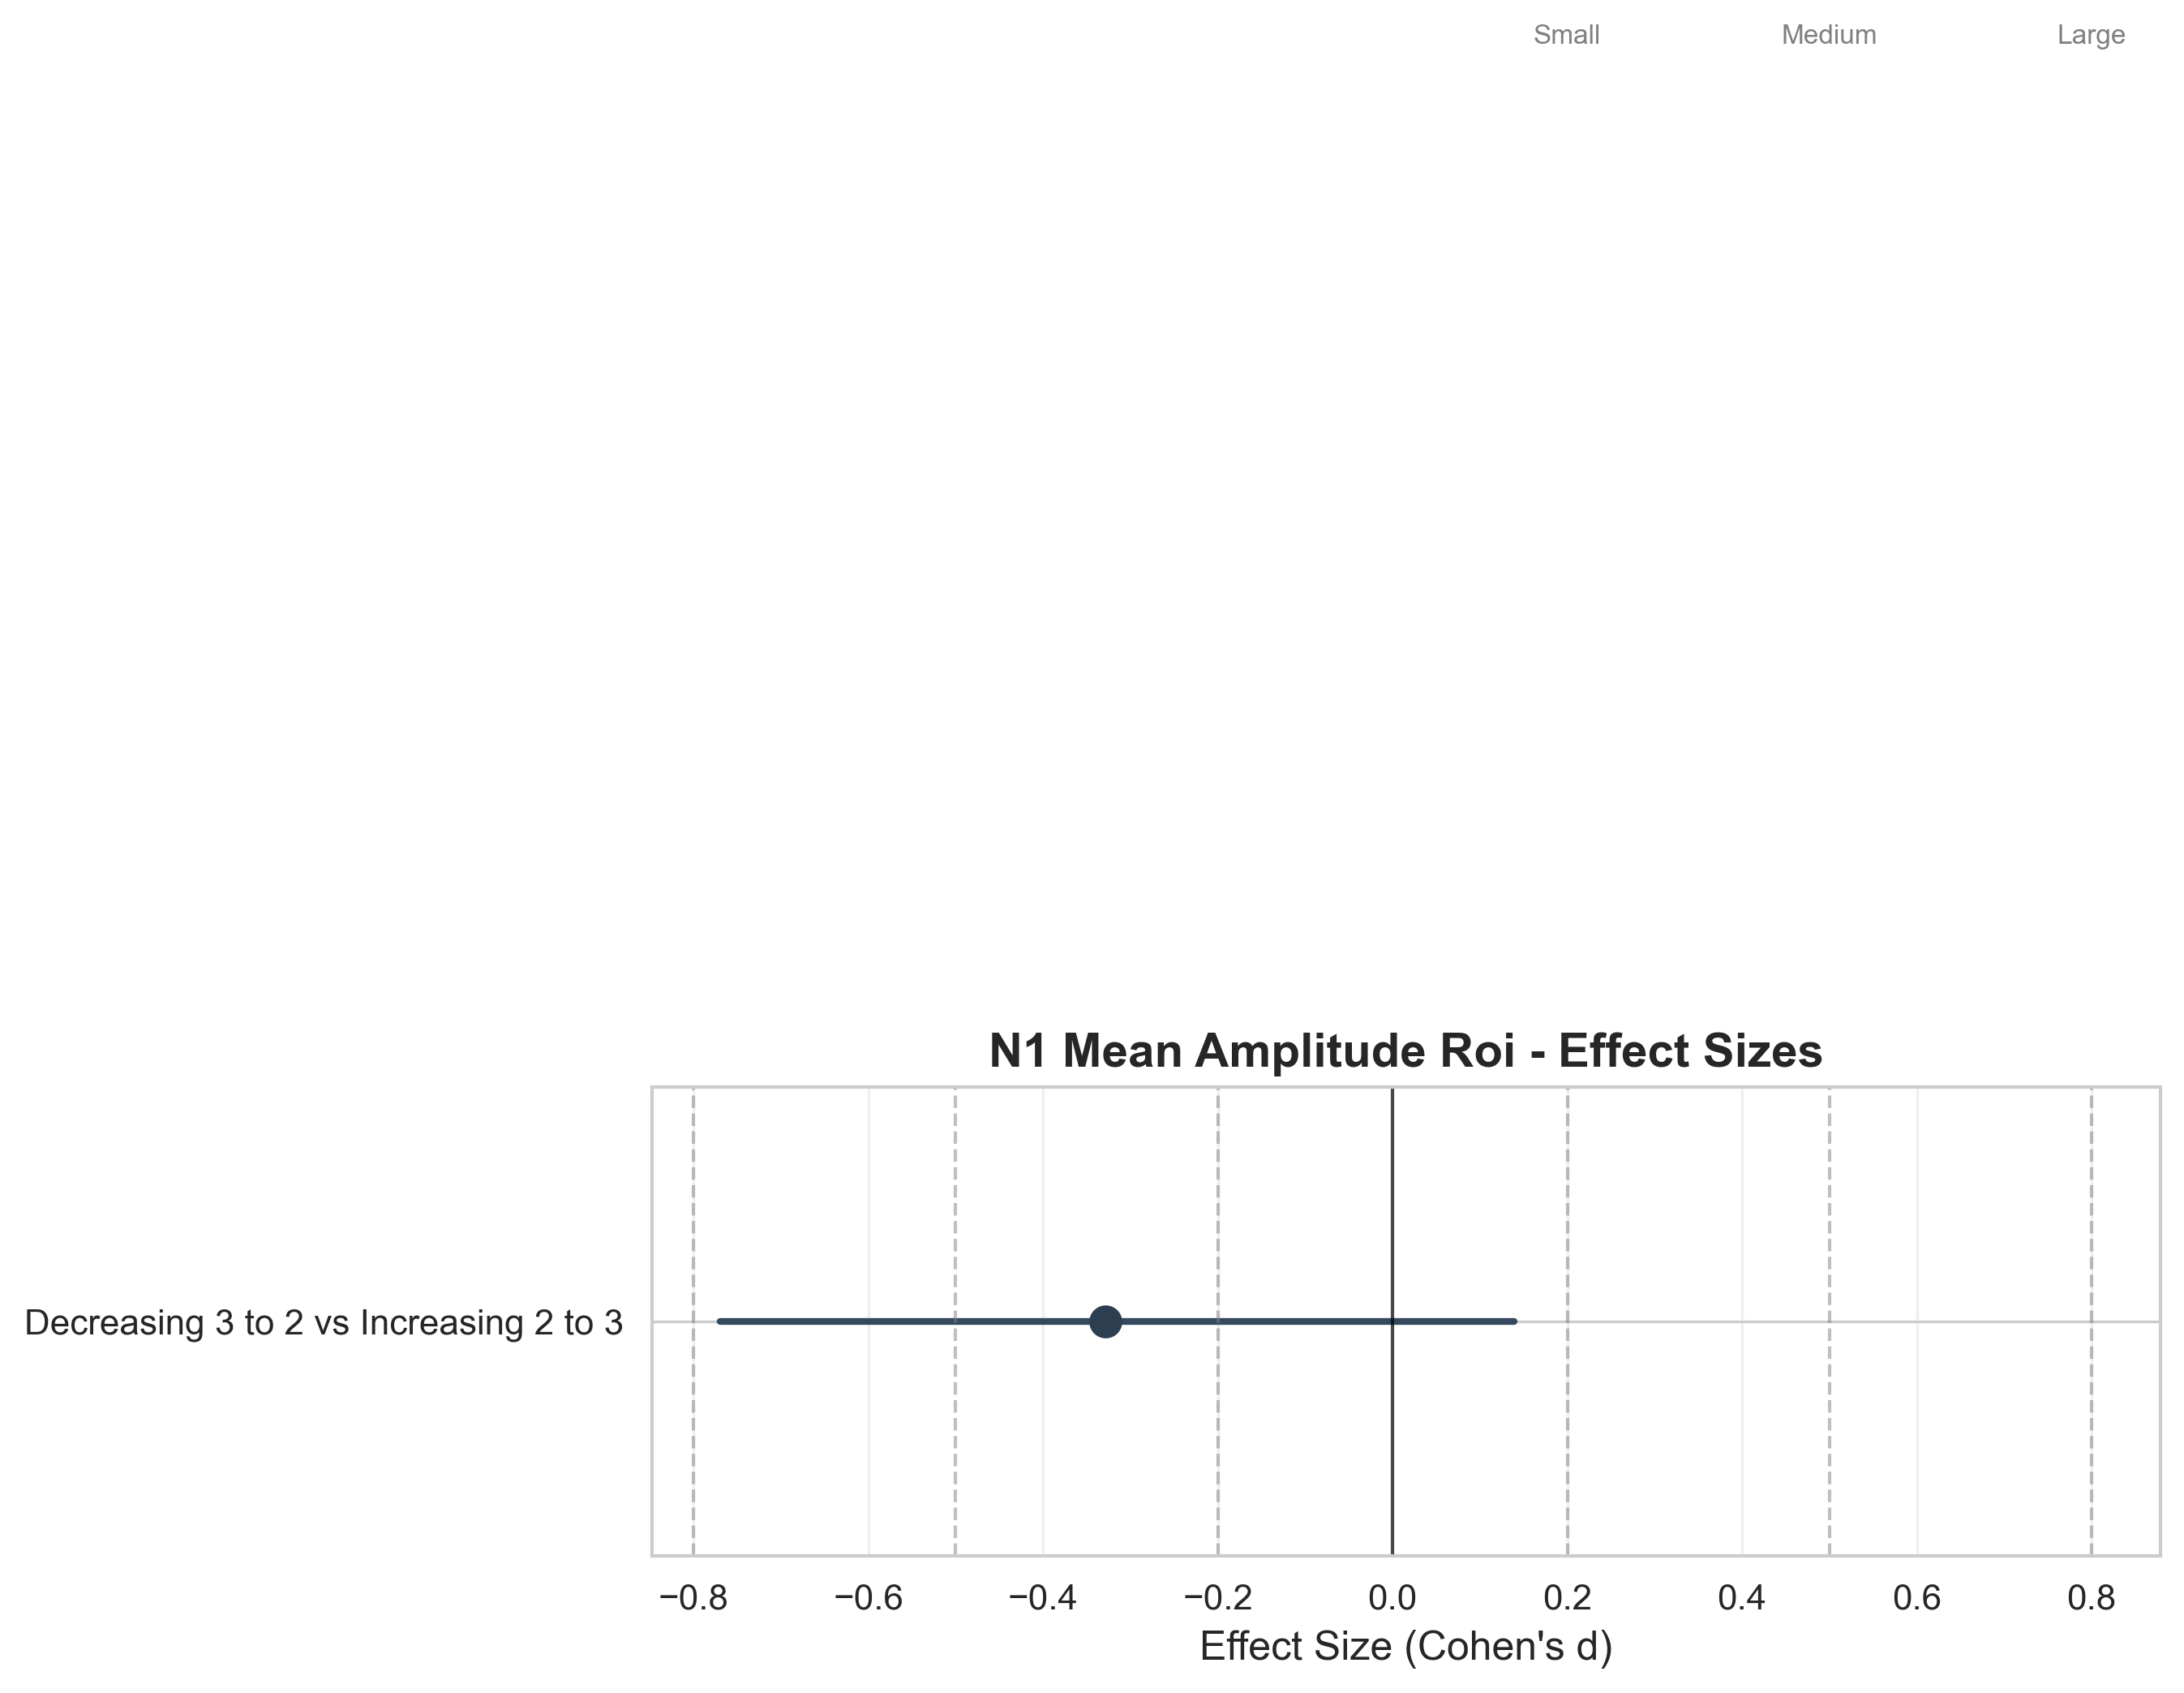 Small Medium Large
N1 Mean Amplitude Roi - Effect Sizes
Decreasing 3 to 2 vs Increasing 2 to 3
−0.8 −0.6 −0.4 −0.2 0.0 0.2 0.4 0.6 0.8
Effect Size (Cohen's d)